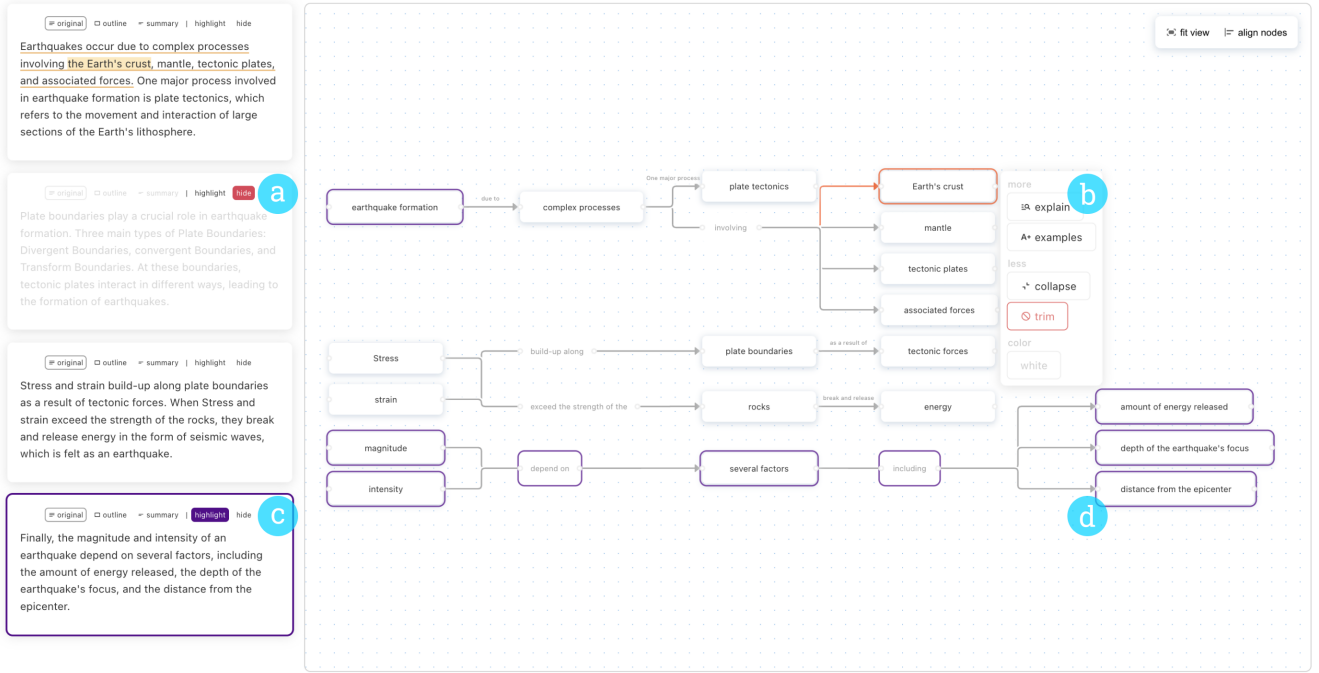 original outline summary | highlight hide
Earthquakes occur due to complex processes
involving the Earth's crust, mantle, tectonic plates,
and associated forces. One major process involved
in earthquake formation is plate tectonics, which
refers to the movement and interaction of large
sections of the Earth's lithosphere.
original outline summary | highlight hide
a
Plate boundaries play a crucial role in earthquake
formation. Three main types of Plate Boundaries:
Divergent Boundaries, convergent Boundaries, and
Transform Boundaries. At these boundaries,
tectonic plates interact in different ways, leading to
the formation of earthquakes.
original outline summary | highlight hide
Stress and strain build-up along plate boundaries
as a result of tectonic forces. When Stress and
strain exceed the strength of the rocks, they break
and release energy in the form of seismic waves,
which is felt as an earthquake.
original outline summary | highlight hide
c
Finally, the magnitude and intensity of an
earthquake depend on several factors, including
the amount of energy released, the depth of the
earthquake's focus, and the distance from the
epicenter.
fit view align nodes
earthquake formation
due to
complex processes
One major process
plate tectonics
involving
Earth's crust
mantle
tectonic plates
associated forces
more
b
explain
A+ examples
less
collapse
trim
color
white
Stress
strain
build-up along
plate boundaries
as a result of
tectonic forces
exceed the strength of the
rocks
break and release
energy
magnitude
intensity
depend on
several factors
including
amount of energy released
depth of the earthquake's focus
distance from the epicenter
d